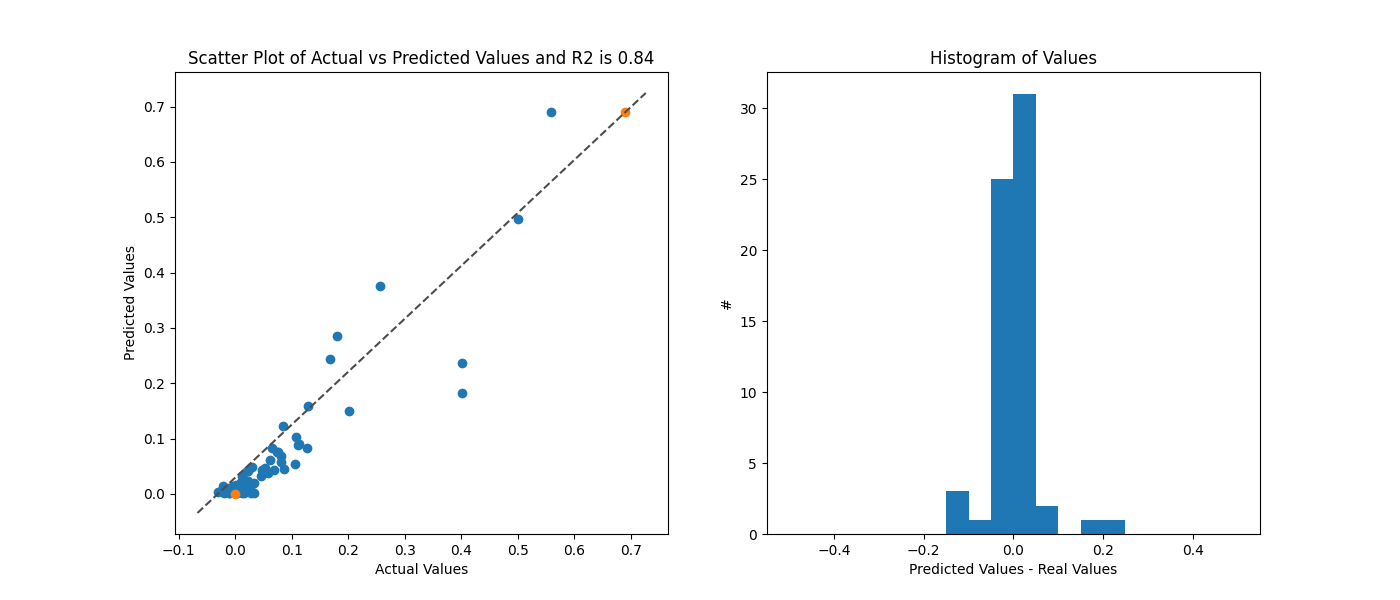 Scatter Plot of Actual vs Predicted Values and R2 is 0.84
0.7
0.6
0.5
0.4
0.3
0.2
0.1
0.0
Predicted Values
−0.1 0.0 0.1 0.2 0.3 0.4 0.5 0.6 0.7
Actual Values
Histogram of Values
30
25
20
15
10
5
0
#
−0.4 −0.2 0.0 0.2 0.4
Predicted Values - Real Values